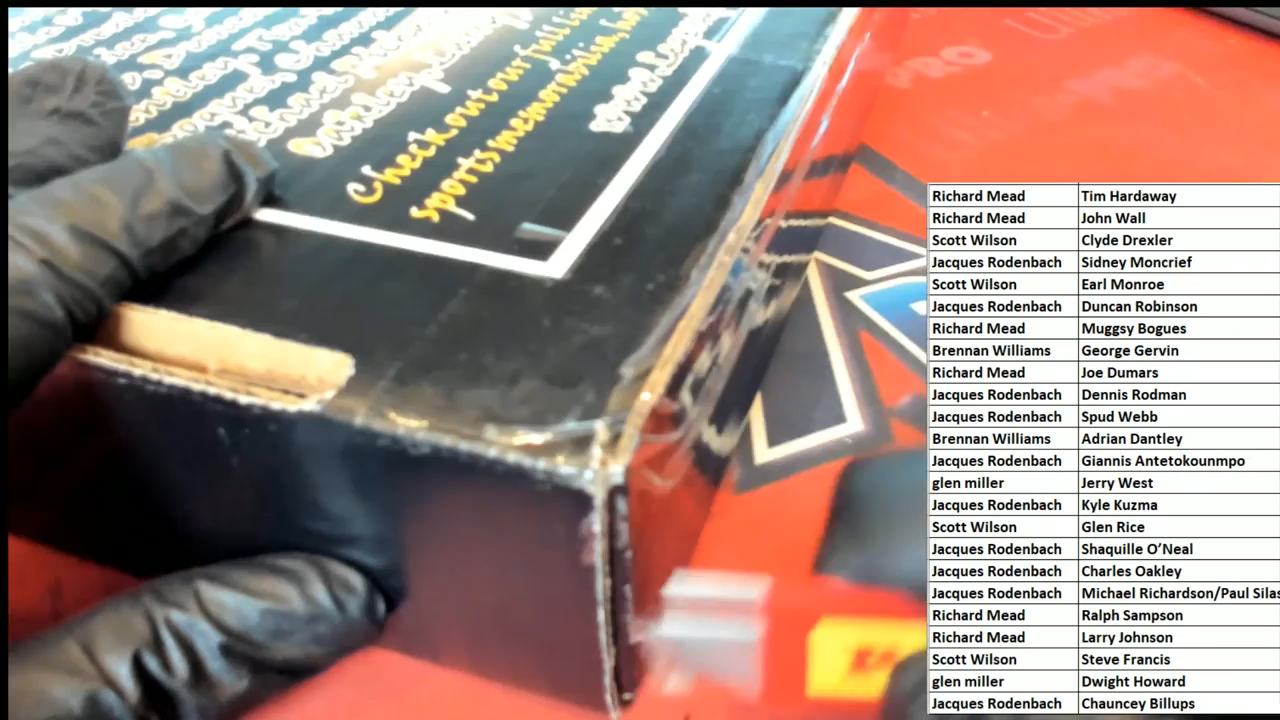 Check out our full
sports memorabilia,
PRO
Richard Mead Tim Hardaway
Richard Mead John Wall
Scott Wilson Clyde Drexler
Jacques Rodenbach Sidney Moncrief
Scott Wilson Earl Monroe
Jacques Rodenbach Duncan Robinson
Richard Mead Muggsy Bogues
Brennan Williams George Gervin
Richard Mead Joe Dumars
Jacques Rodenbach Dennis Rodman
Jacques Rodenbach Spud Webb
Brennan Williams Adrian Dantley
Jacques Rodenbach Giannis Antetokounmpo
glen miller Jerry West
Jacques Rodenbach Kyle Kuzma
Scott Wilson Glen Rice
Jacques Rodenbach Shaquille O’Neal
Jacques Rodenbach Charles Oakley
Jacques Rodenbach Michael Richardson/Paul Silas
Richard Mead Ralph Sampson
Richard Mead Larry Johnson
Scott Wilson Steve Francis
glen miller Dwight Howard
Jacques Rodenbach Chauncey Billups